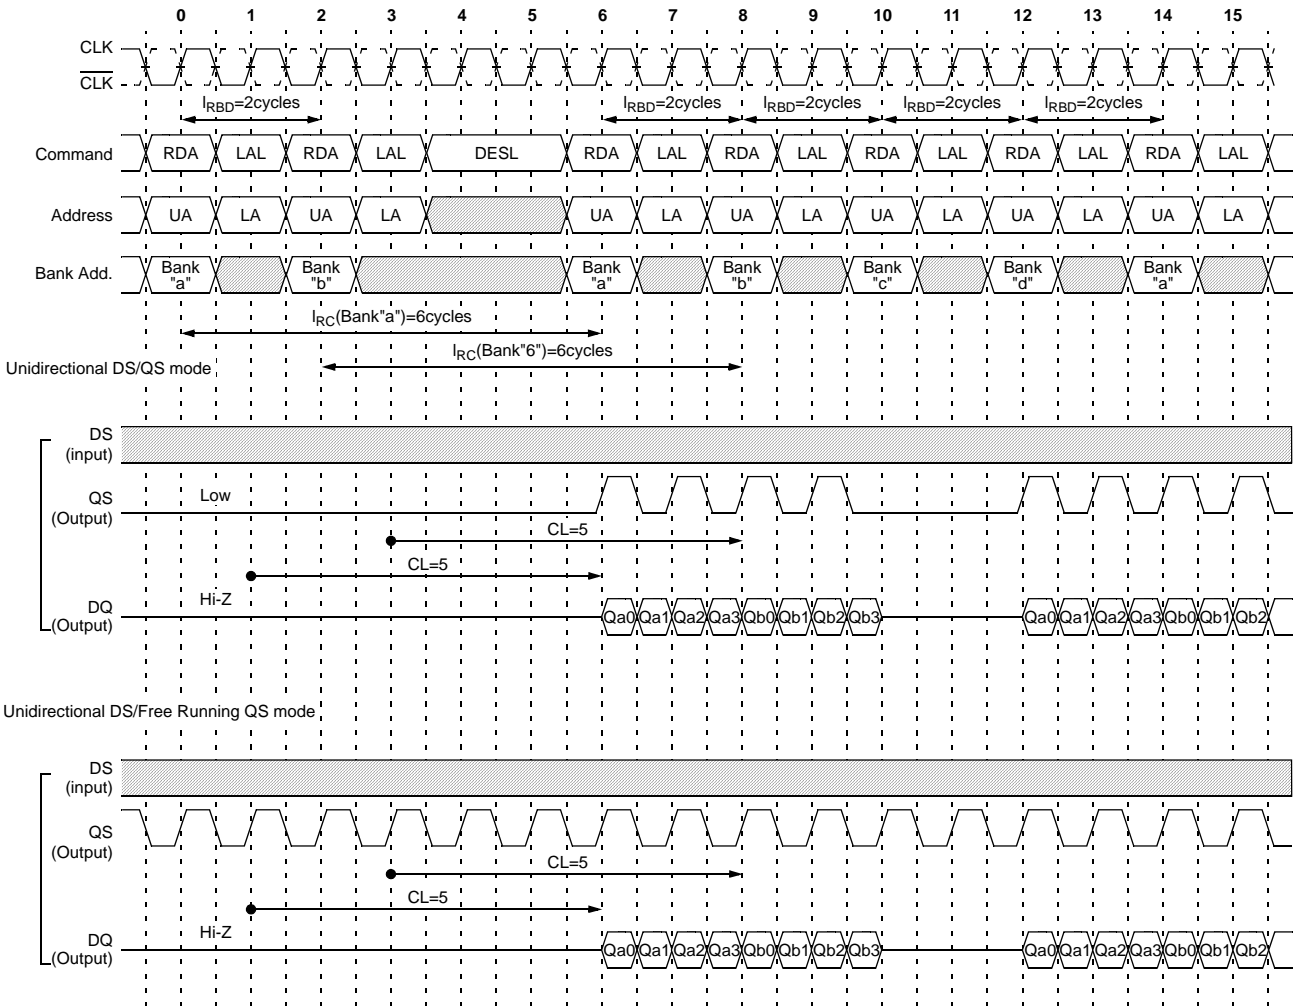 0 1 2 3 4 5 6 7 8 9 10 11 12 13 14 15
CLK
CLK
IRBD=2cycles IRBD=2cycles IRBD=2cycles IRBD=2cycles IRBD=2cycles
Command RDA LAL RDA LAL DESL RDA LAL RDA LAL RDA LAL RDA LAL RDA LAL
Address UA LA UA LA UA LA UA LA UA LA UA LA UA LA
Bank Add. Bank "a" Bank "b" Bank "a" Bank "b" Bank "c" Bank "d" Bank "a"
IRC(Bank"a")=6cycles
IRC(Bank"6")=6cycles
Unidirectional DS/QS mode
DS
(input)
QS
(Output)
Low
CL=5
CL=5
Hi-Z
DQ
(Output)
Qa0 Qa1 Qa2 Qa3 Qb0 Qb1 Qb2 Qb3 Qa0 Qa1 Qa2 Qa3 Qb0 Qb1 Qb2
Unidirectional DS/Free Running QS mode
DS
(input)
QS
(Output)
CL=5
CL=5
Hi-Z
DQ
(Output)
Qa0 Qa1 Qa2 Qa3 Qb0 Qb1 Qb2 Qb3 Qa0 Qa1 Qa2 Qa3 Qb0 Qb1 Qb2